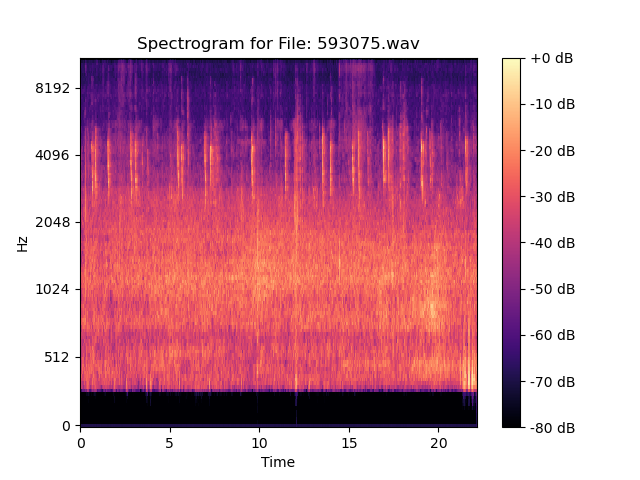 Spectrogram for File: 593075.wav
Hz
8192
4096
2048
1024
512
0
0 5 10 15 20
Time
+0 dB
-10 dB
-20 dB
-30 dB
-40 dB
-50 dB
-60 dB
-70 dB
-80 dB